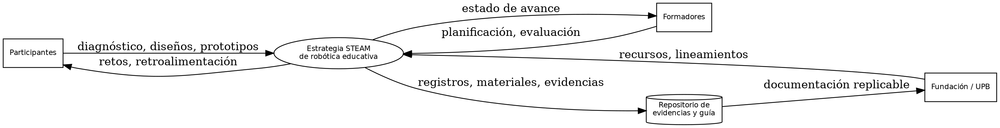 estado de avance
Formadores
planificación, evaluación
Participantes
diagnóstico, diseños, prototipos
Estrategia STEAM
de robótica educativa
retos, retroalimentación
recursos, lineamientos
registros, materiales, evidencias
documentación replicable
Fundación / UPB
Repositorio de
evidencias y guía